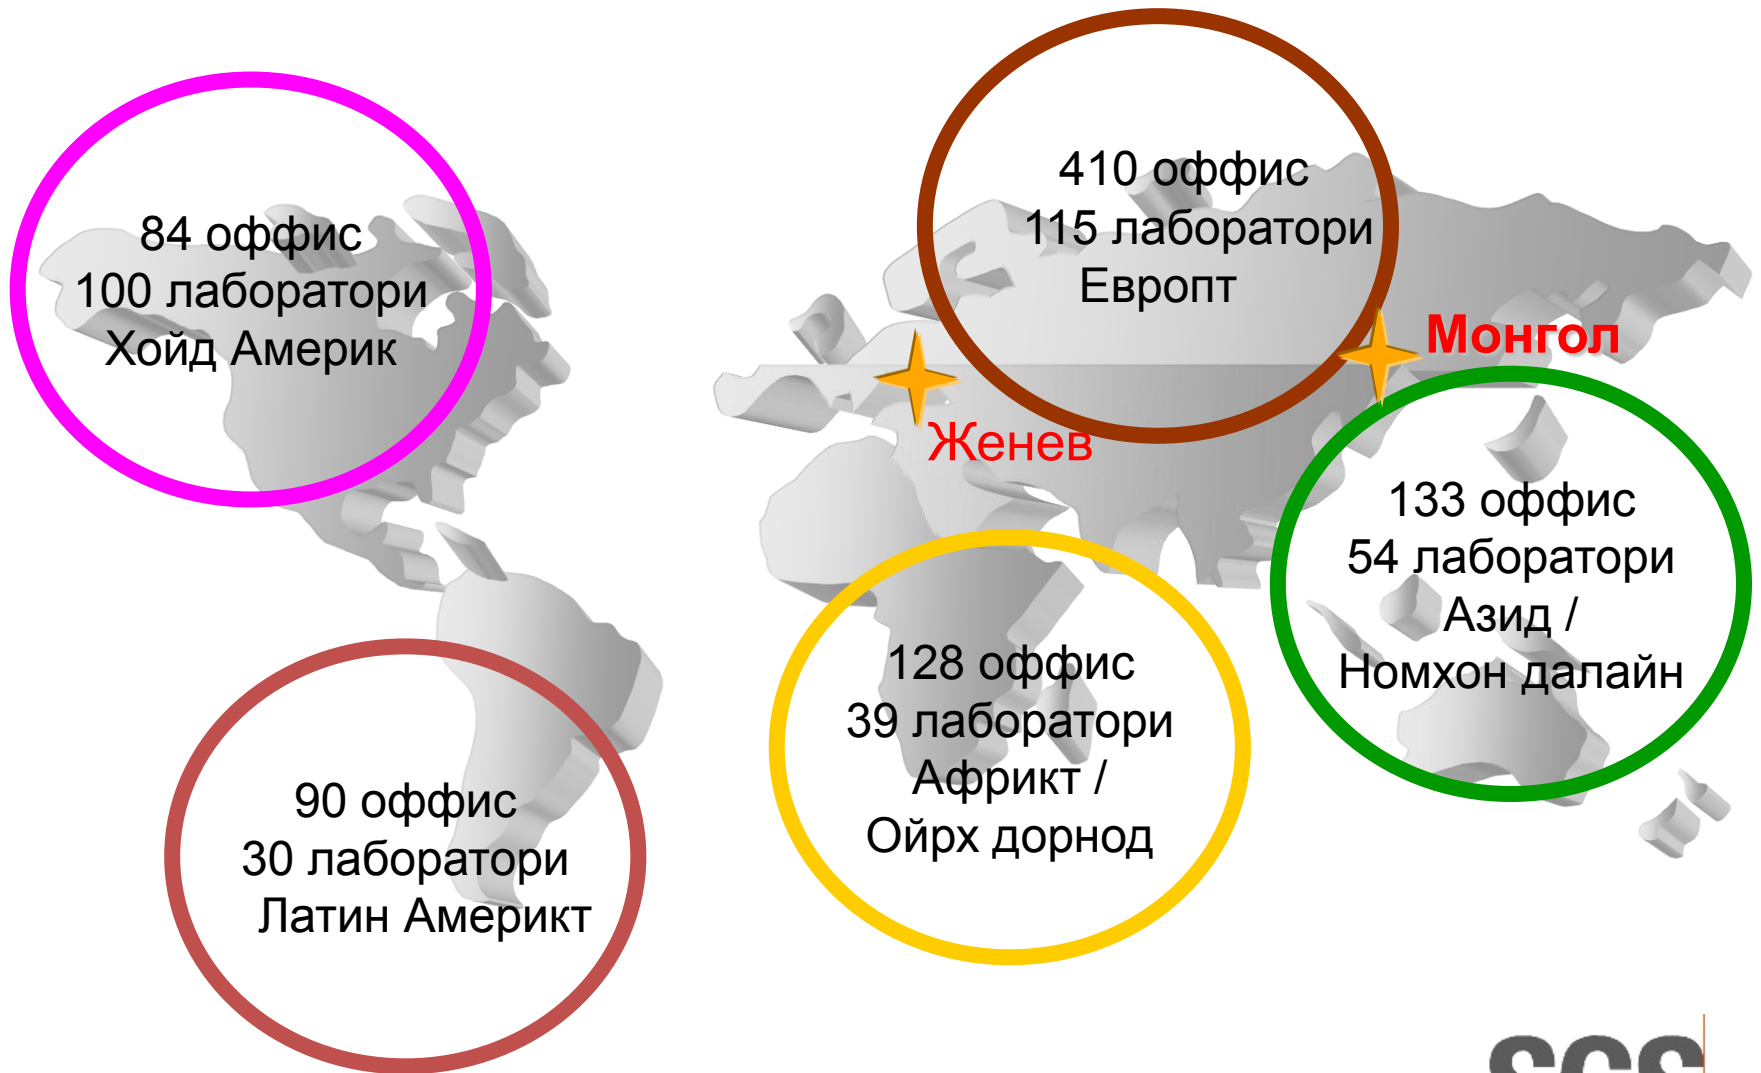 84 оффис
100 лаборатори
Хойд Америк
410 оффис
115 лаборатори
Европт
Монгол
Женев
133 оффис
54 лаборатори
Азид /
Номхон далайн
128 оффис
39 лаборатори
Африкт /
Ойрх дорнод
90 оффис
30 лаборатори
Латин Америкт
SGS